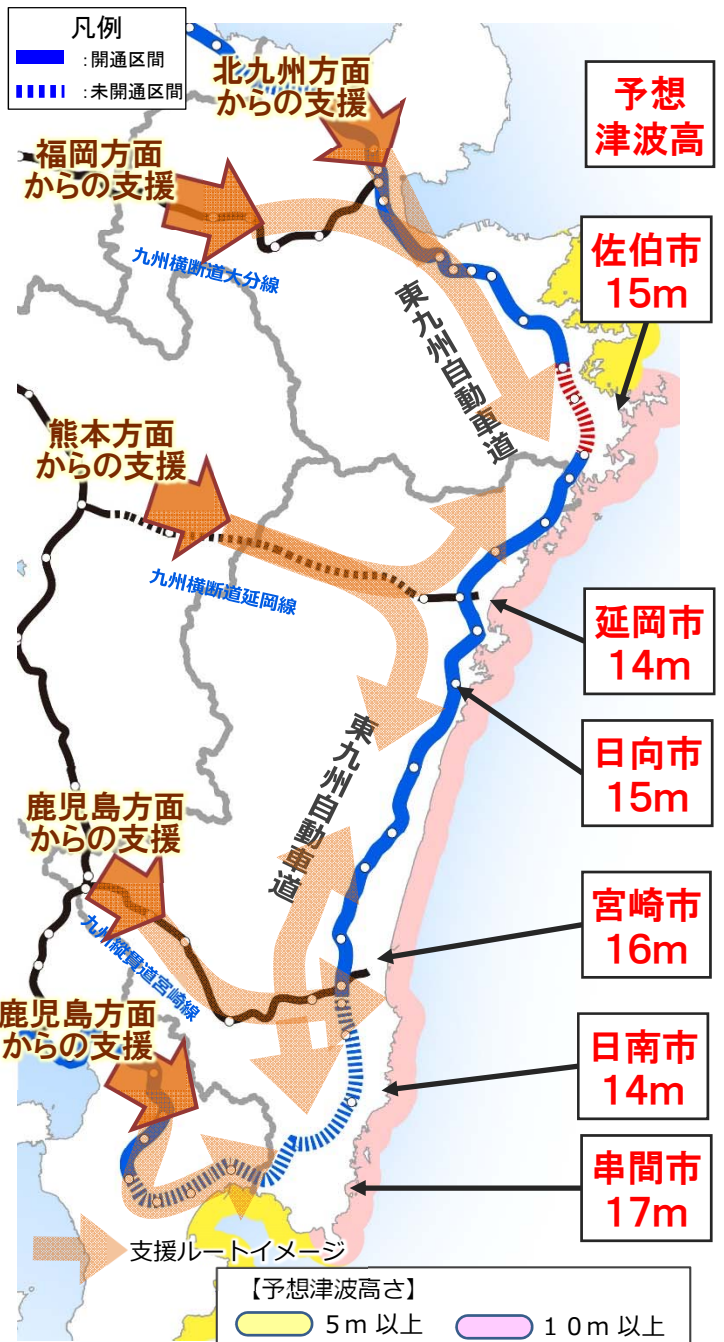 凡例
：開通区間
：未開通区間
北九州方面
からの支援
予想
津波高
福岡方面
からの支援
佐伯市
15m
九州横断道大分線
東九州自動車道
熊本方面
からの支援
九州横断道延岡線
延岡市
14m
日向市
15m
東九州自動車道
鹿児島方面
からの支援
宮崎市
16m
九州縦貫道宮崎線
鹿児島方面
からの支援
日南市
14m
串間市
17m
支援ルートイメージ
【予想津波高さ】
5m 以上
10m 以上